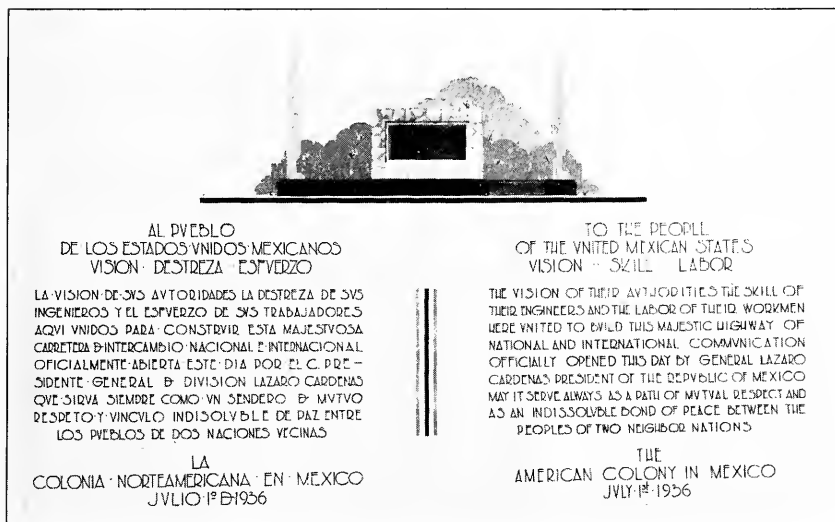 AL PVEBLO
DE LOS ESTADOS·VNIDOS·MEXICANOS
VISION · DESTREZA · ESFVERZO
LA·VISION·DE·SVS AVTORIDADES LA DESTREZA DE SVS
INGENIEROS Y EL ESFVERZO DE SVS TRABAJADORES
AQVI VNIDOS PARA · CONSTRVIR ESTA MAJESTVOSA
CARRETERA D INTERCAMBIO · NACIONAL E·INTERNACIONAL
OFICIALMENTE·ABIERTA ESTE·DIA POR EL C. PRE-
SIDENTE·GENERAL D DIVISION LAZARO CARDENAS
QVE·SIRVA SIEMPRE COMO·VN SENDERO D MVTVO
RESPETO·Y·VINCVLO INDISOLVBLE DE PAZ ENTRE
LOS PVEBLOS DE DOS NACIONES VECINAS
LA
COLONIA · NORTEAMERICANA · EN · MEXICO
JVLIO·1º D 1936
TO THE PEOPLE
OF THE VNITED MEXICAN STATES
VISION · SKILL LABOR
THE VISION OF THEIR AVTHORITIES THE SKILL OF
THEIR ENGINEERS AND THE LABOR OF THEIR WORKMEN
HERE VNITED TO BVILD THIS MAJESTIC HIGHWAY OF
NATIONAL AND INTERNATIONAL COMMVNICATION
OFFICIALLY OPENED THIS DAY BY GENERAL LAZARO
CARDENAS PRESIDENT OF THE REPVBLIC OF MEXICO
MAY IT SERVE ALWAYS AS A PATH OF MVTVAL RESPECT AND
AS AN INDISSOLVBLE BOND OF PEACE BETWEEN THE
PEOPLES OF TWO NEIGHBOR NATIONS
THE
AMERICAN COLONY IN MEXICO
JVLY·1st·1936